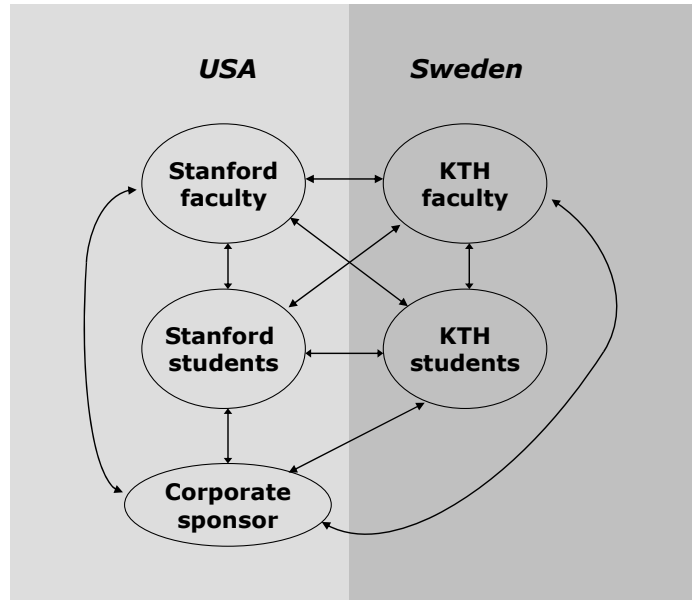 USA
Sweden
Stanford
faculty
KTH
faculty
Stanford
students
KTH
students
Corporate
sponsor